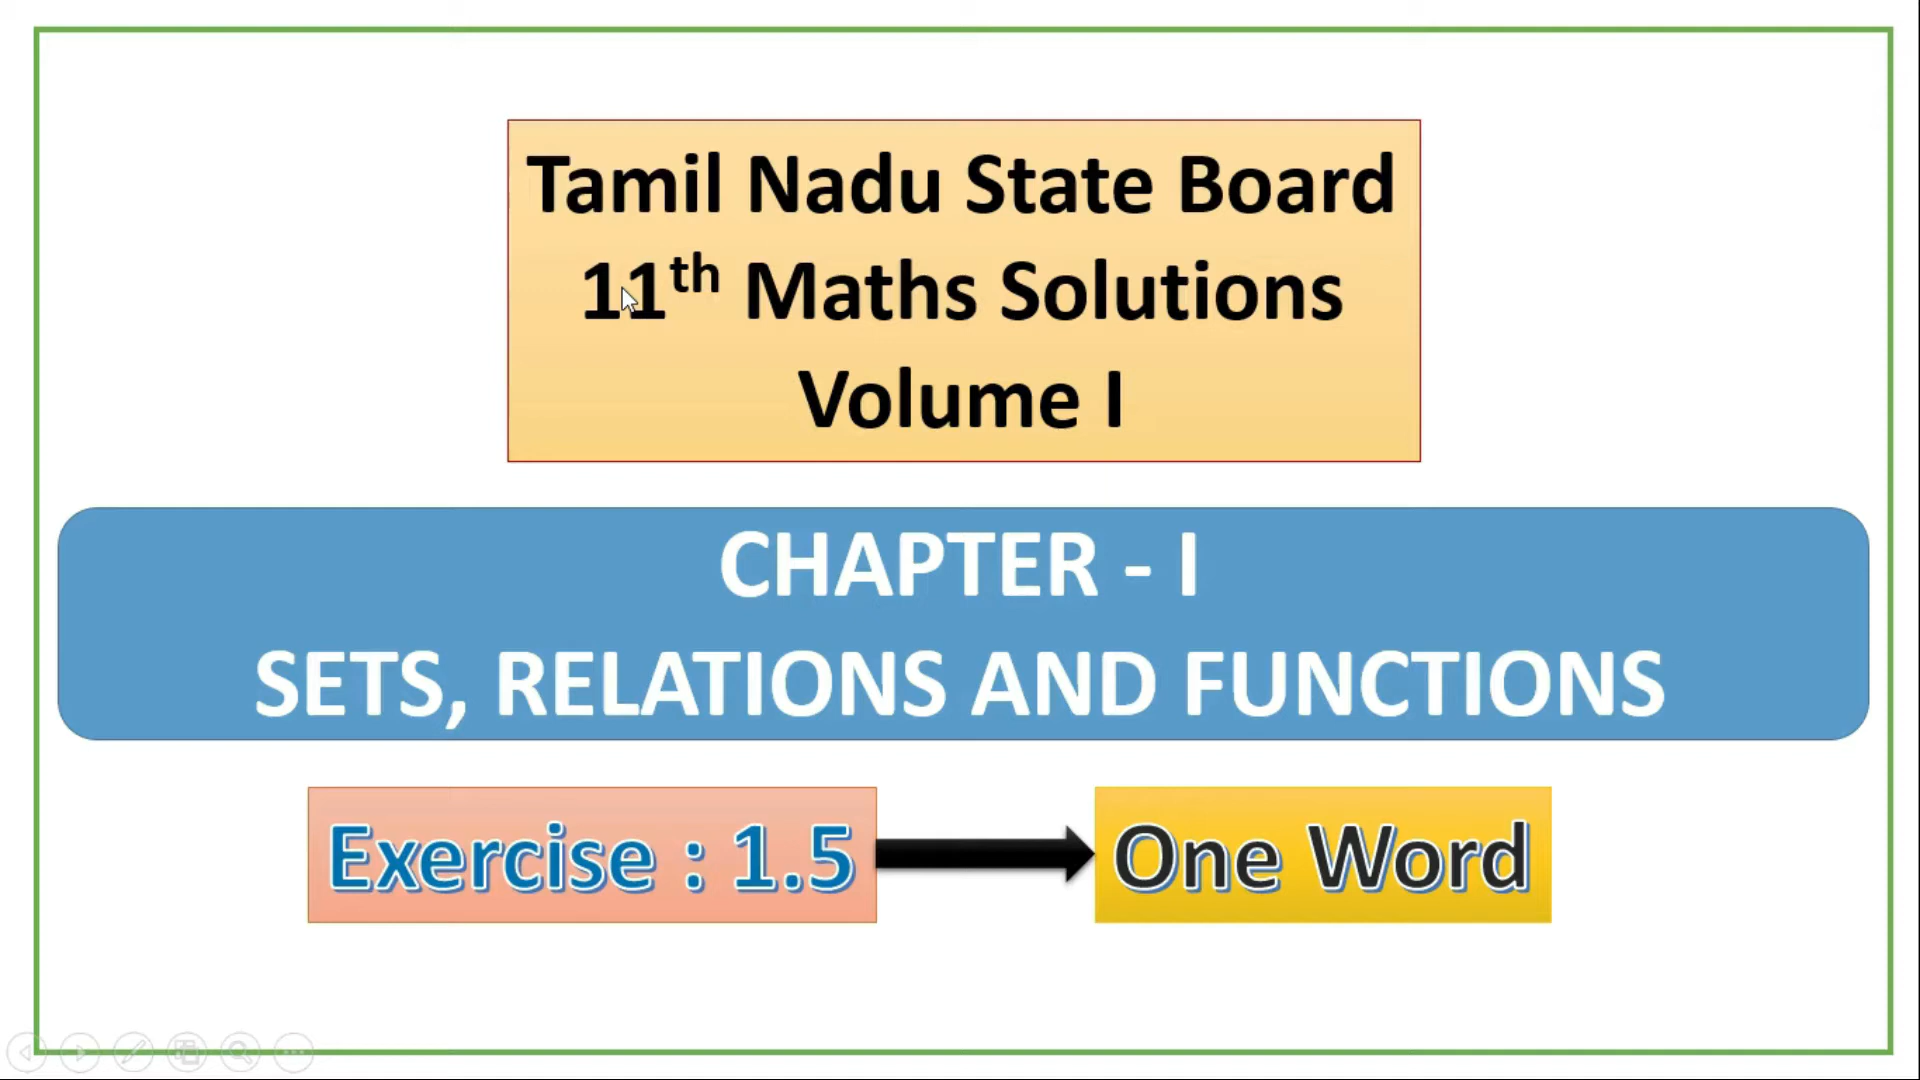 Tamil Nadu State Board
11th Maths Solutions
Volume I
CHAPTER - I
SETS, RELATIONS AND FUNCTIONS
Exercise : 1.5
One Word